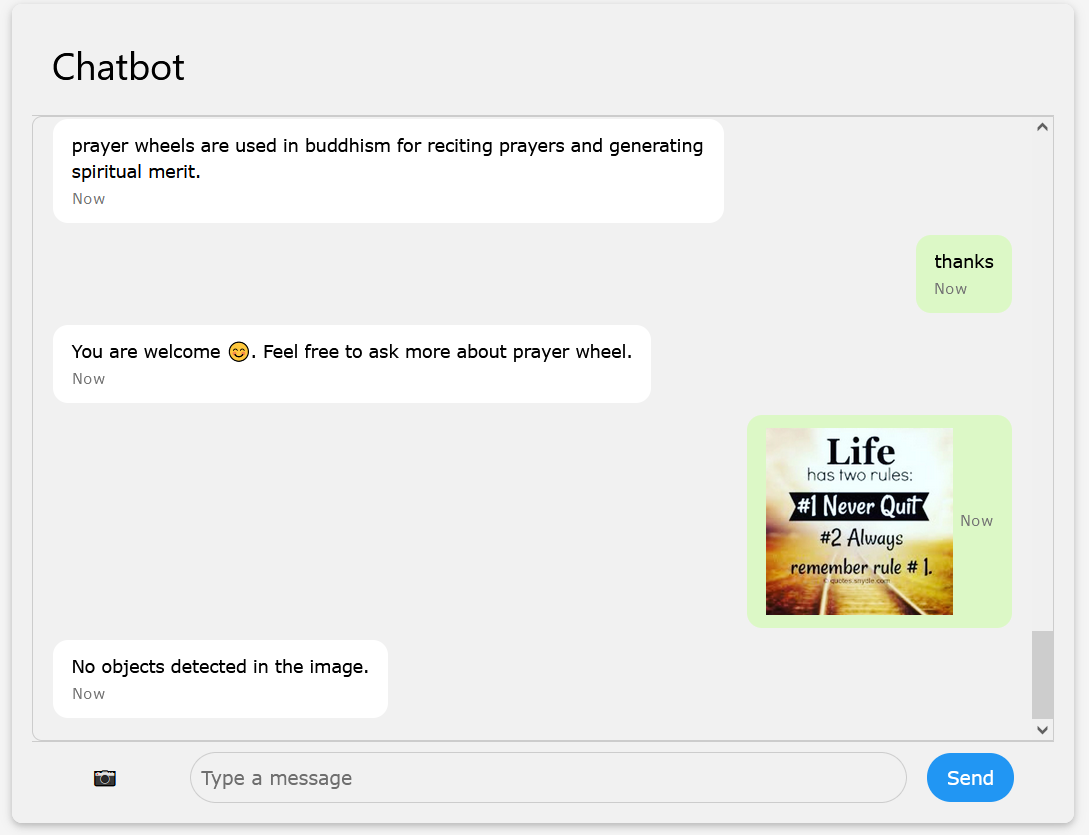 Chatbot
prayer wheels are used in buddhism for reciting prayers and generating
spiritual merit.
Now
thanks
Now
You are welcome 😊. Feel free to ask more about prayer wheel.
Now
Life
has two rules:
#1 Never Quit
#2 Always
remember rule # 1.
© quotes.snydle.com
Now
No objects detected in the image.
Now
Type a message
Send